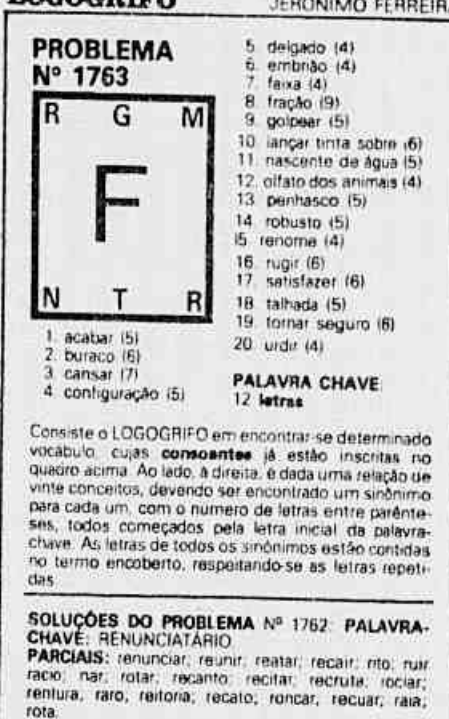 LOGOGRIFO
JERÔNIMO FERREIRA
PROBLEMA
Nº 1763
R G M
F
N T R
1. acabar (5)
2. buraco (6)
3. cansar (7)
4. configuração (5)
5. delgado (4)
6. embrião (4)
7. faixa (4)
8. fração (9)
9. golpear (5)
10. lançar tinta sobre (6)
11. nascente de água (5)
12. olfato dos animais (4)
13. penhasco (5)
14. robusto (5)
15. renome (4)
16. rugir (6)
17. satisfazer (6)
18. talhada (5)
19. tornar seguro (6)
20. urdir (4)
PALAVRA CHAVE:
12 letras
Consiste o LOGOGRIFO em encontrar-se determinado
vocábulo, cujas consoantes já estão inscritas no
quadro acima. Ao lado, à direita, é dada uma relação de
vinte conceitos, devendo ser encontrado um sinônimo
para cada um, com o número de letras entre parênte-
ses, todos começados pela letra inicial da palavra-
chave. As letras de todos os sinônimos estão contidas
no termo encoberto, respeitando-se as letras repeti-
das.
SOLUÇÕES DO PROBLEMA Nº 1762: PALAVRA-
CHAVE: RENUNCIATÁRIO
PARCIAIS: renunciar; reunir; reatar; recair; rito; ruir
racio; nar; rotar; recanto; recitar; recruta; rociar;
rentura, raro, reitoria; recato; roncar, recuar, raia;
rota.